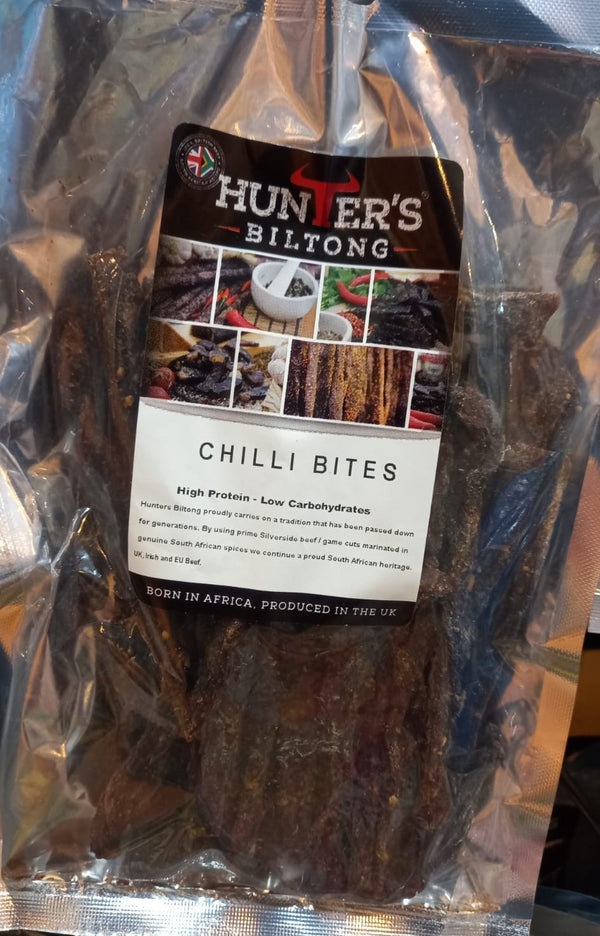 HUNTER'S
BILTONG
CHILLI BITES
High Protein - Low Carbohydrates
Hunters Biltong proudly carries on a tradition that has been passed down
for generations. By using prime Silverside beef / game cuts marinated in
genuine South African spices we continue a proud South African heritage.
UK, Irish and EU Beef.
BORN IN AFRICA, PRODUCED IN THE UK